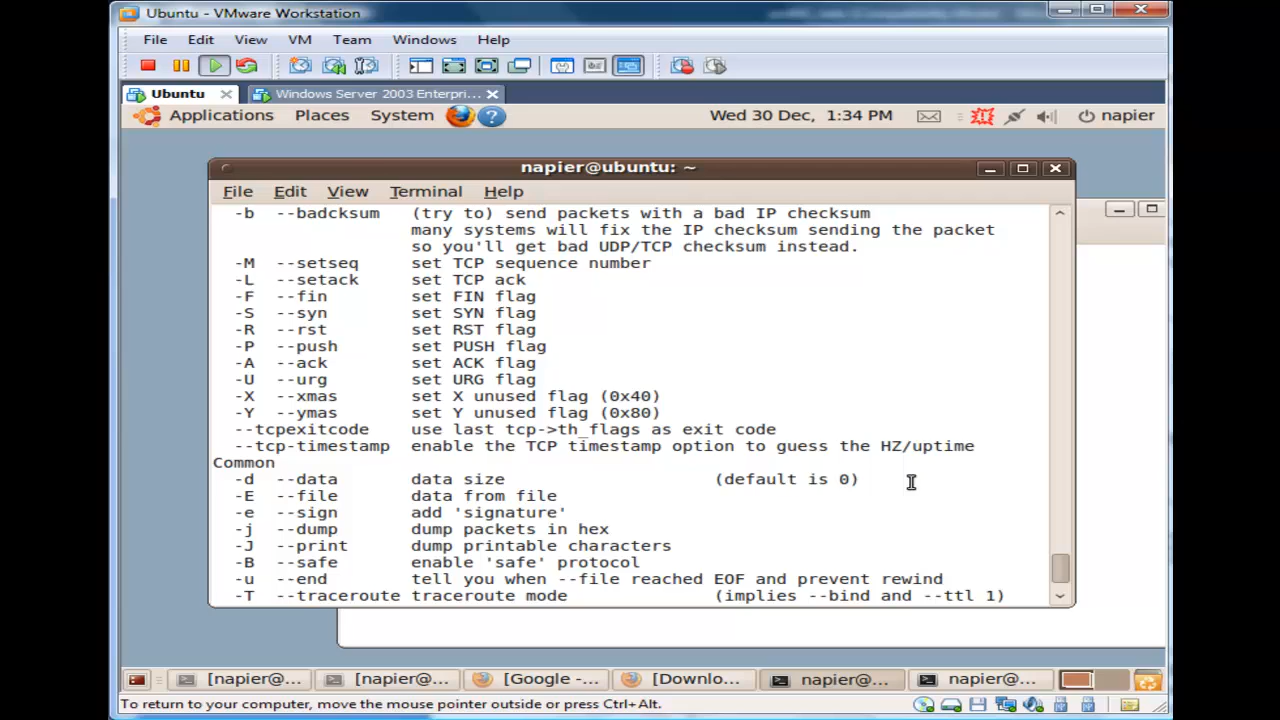 Ubuntu - VMware Workstation
File Edit View VM Team Windows Help
Ubuntu Windows Server 2003 Enterpri...
Applications Places System Wed 30 Dec, 1:34 PM napier
napier@ubuntu: ~
File Edit View Terminal Help
-b --badcksum (try to) send packets with a bad IP checksum
many systems will fix the IP checksum sending the packet
so you'll get bad UDP/TCP checksum instead.
-M --setseq set TCP sequence number
-L --setack set TCP ack
-F --fin set FIN flag
-S --syn set SYN flag
-R --rst set RST flag
-P --push set PUSH flag
-A --ack set ACK flag
-U --urg set URG flag
-X --xmas set X unused flag (0x40)
-Y --ymas set Y unused flag (0x80)
--tcpexitcode use last tcp->th_flags as exit code
--tcp-timestamp enable the TCP timestamp option to guess the HZ/uptime
Common
-d --data data size (default is 0)
-E --file data from file
-e --sign add 'signature'
-j --dump dump packets in hex
-J --print dump printable characters
-B --safe enable 'safe' protocol
-u --end tell you when --file reached EOF and prevent rewind
-T --traceroute traceroute mode (implies --bind and --ttl 1)
[napier@... [napier@... [Google -... [Downlo... napier@... napier@...
To return to your computer, move the mouse pointer outside or press Ctrl+Alt.